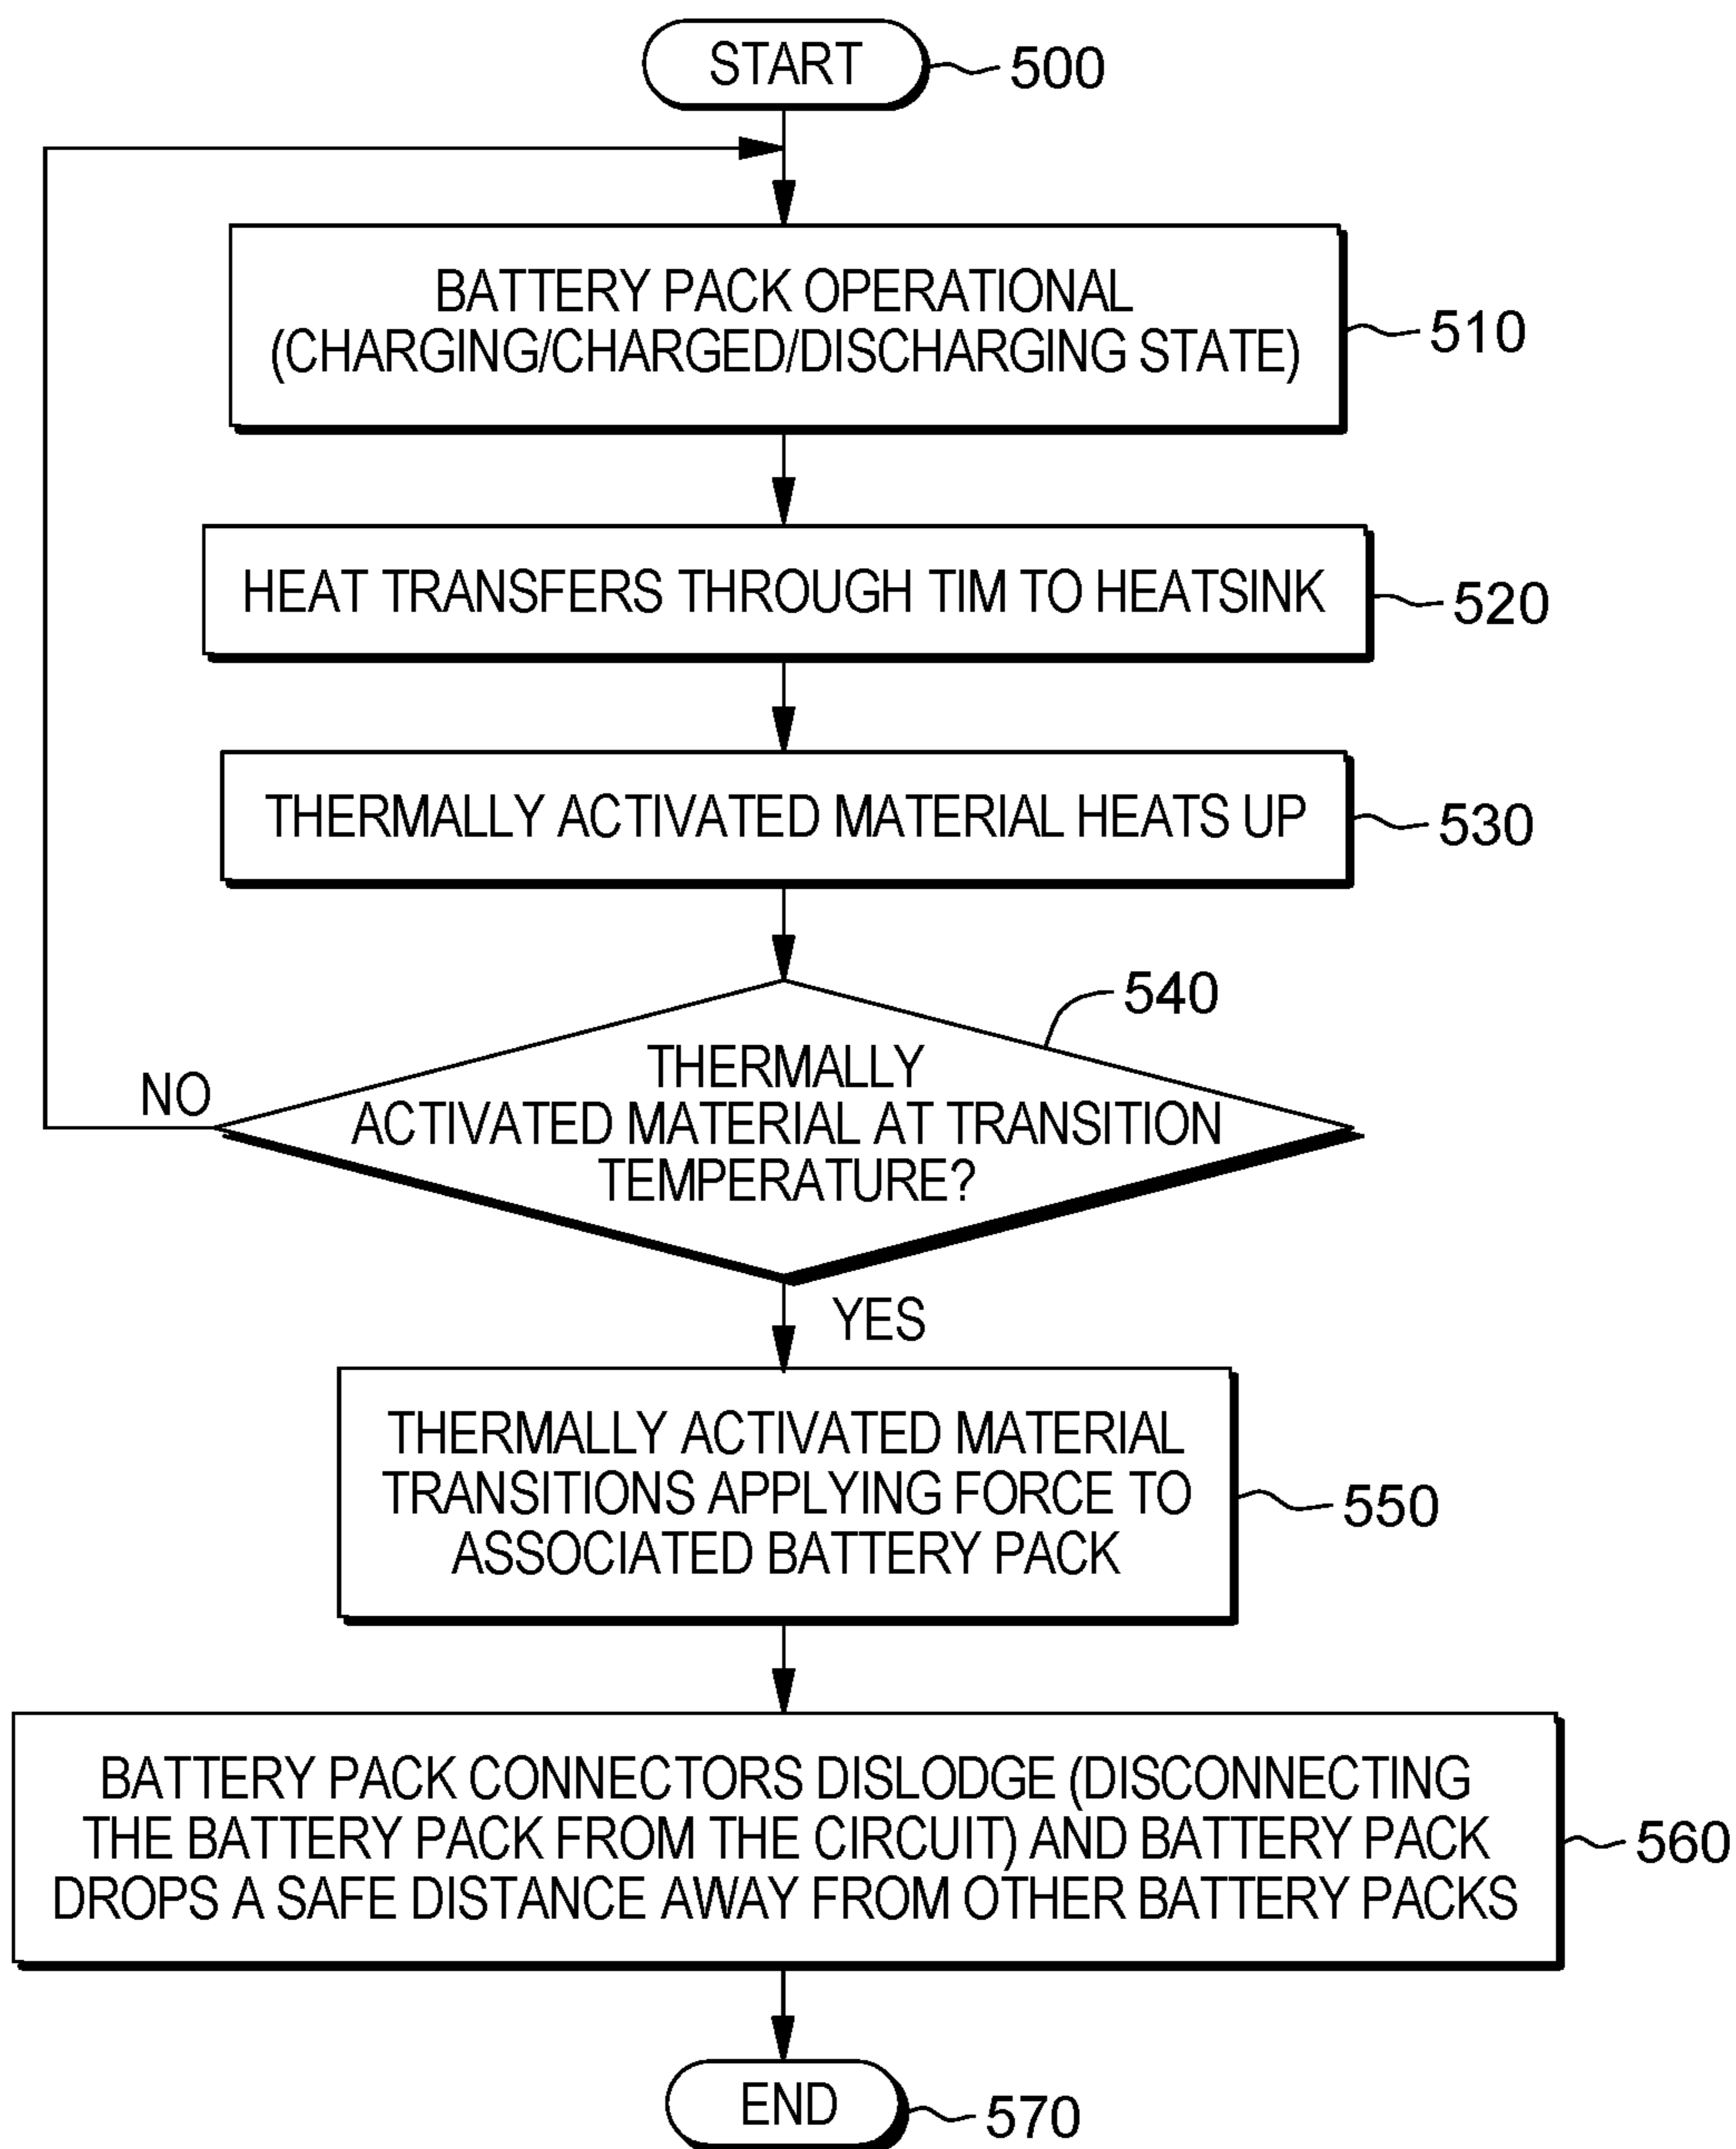 START
500
BATTERY PACK OPERATIONAL
(CHARGING/CHARGED/DISCHARGING STATE)
510
HEAT TRANSFERS THROUGH TIM TO HEATSINK
520
THERMALLY ACTIVATED MATERIAL HEATS UP
530
540
THERMALLY
ACTIVATED MATERIAL AT TRANSITION
TEMPERATURE?
NO
YES
THERMALLY ACTIVATED MATERIAL
TRANSITIONS APPLYING FORCE TO
ASSOCIATED BATTERY PACK
550
BATTERY PACK CONNECTORS DISLODGE (DISCONNECTING
THE BATTERY PACK FROM THE CIRCUIT) AND BATTERY PACK
DROPS A SAFE DISTANCE AWAY FROM OTHER BATTERY PACKS
560
END
570